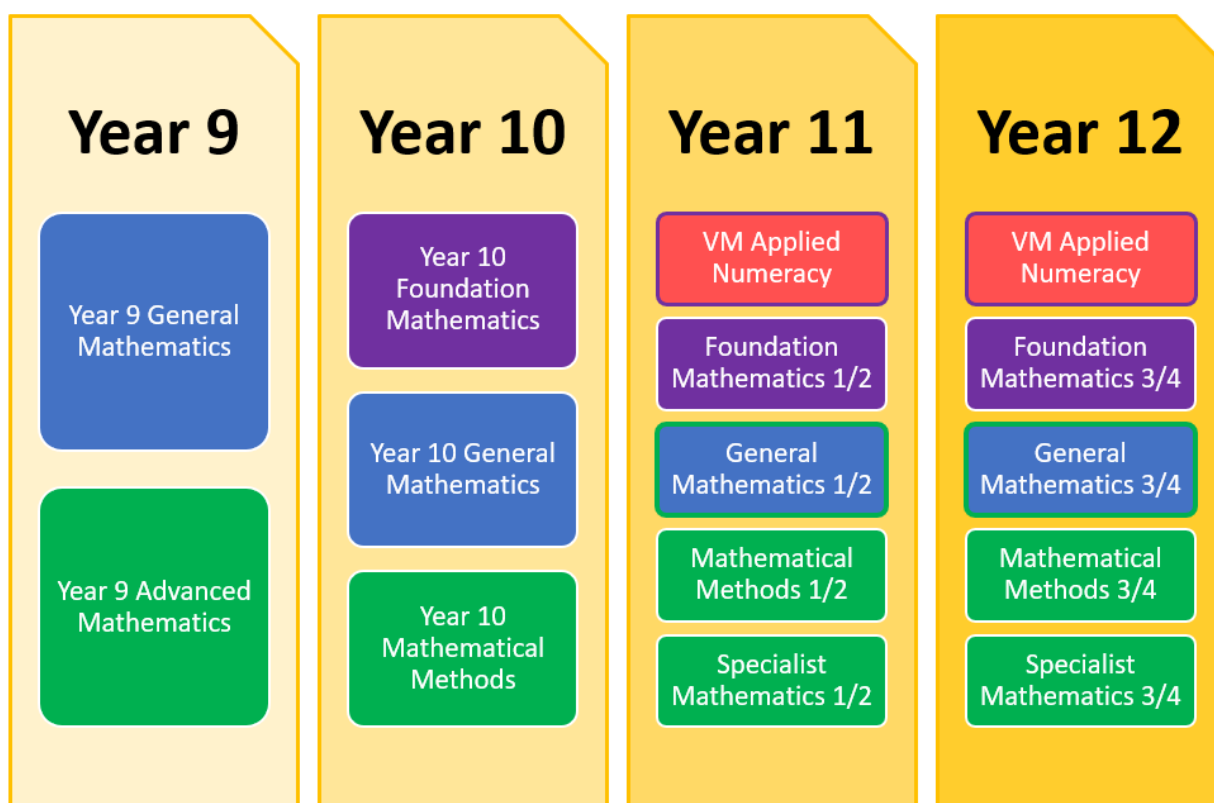 Year 9
Year 9 General
Mathematics
Year 9 Advanced
Mathematics
Year 10
Year 10
Foundation
Mathematics
Year 10 General
Mathematics
Year 10
Mathematical
Methods
Year 11
VM Applied
Numeracy
Foundation
Mathematics 1/2
General
Mathematics 1/2
Mathematical
Methods 1/2
Specialist
Mathematics 1/2
Year 12
VM Applied
Numeracy
Foundation
Mathematics 3/4
General
Mathematics 3/4
Mathematical
Methods 3/4
Specialist
Mathematics 3/4